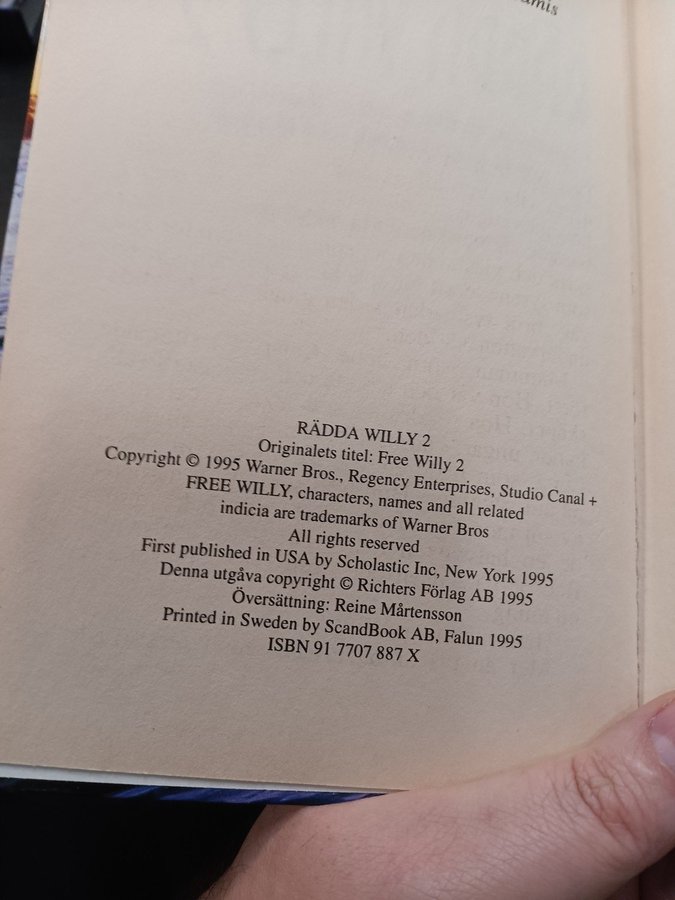 RÄDDA WILLY 2
Originalets titel: Free Willy 2
Copyright © 1995 Warner Bros., Regency Enterprises, Studio Canal +
FREE WILLY, characters, names and all related
indicia are trademarks of Warner Bros
All rights reserved
First published in USA by Scholastic Inc, New York 1995
Denna utgåva copyright © Richters Förlag AB 1995
Översättning: Reine Mårtensson
Printed in Sweden by ScandBook AB, Falun 1995
ISBN 91 7707 887 X